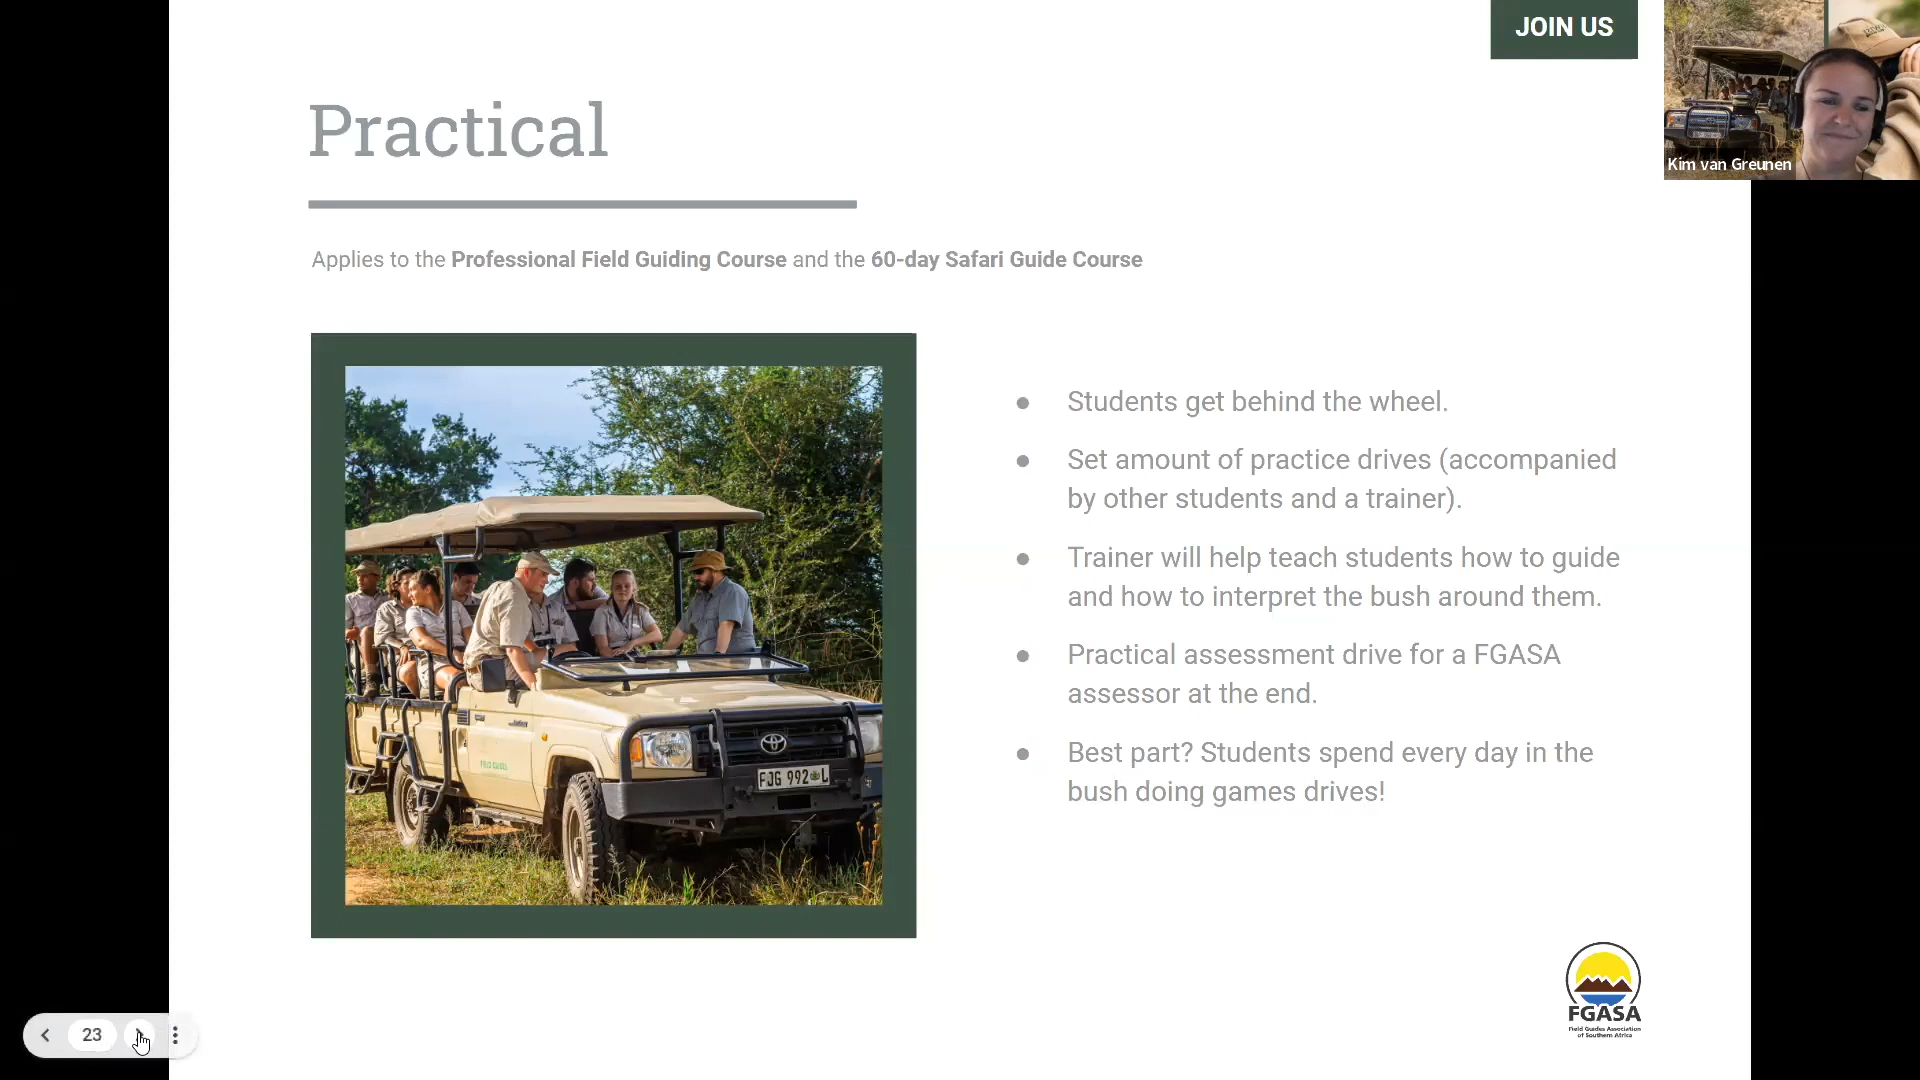 JOIN US
Kim van Greunen
Practical
Applies to the Professional Field Guiding Course and the 60-day Safari Guide Course
● Students get behind the wheel.
● Set amount of practice drives (accompanied
by other students and a trainer).
● Trainer will help teach students how to guide
and how to interpret the bush around them.
● Practical assessment drive for a FGASA
assessor at the end.
● Best part? Students spend every day in the
bush doing games drives!
FJG 992 L
FGASA
Field Guides Association
of Southern Africa
23